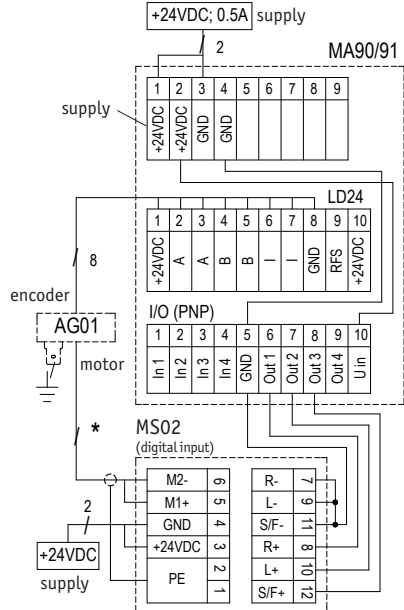 +24VDC; 0.5A supply
2
MA90/91
supply
1 2 3 4 5 6 7 8 9
+24VDC +24VDC GND GND
LD24
1 2 3 4 5 6 7 8 9 10
+24VDC A A B B I I GND RFS +24VDC
8
encoder
AG01
motor
I/O (PNP)
1 2 3 4 5 6 7 8 9 10
In 1 In 2 In 3 In 4 GND Out 1 Out 2 Out 3 Out 4 U in
*
MS02
(digital input)
M2- 6 R- 7
M1+ 5 L- 9
GND 4 S/F- 11
+24VDC 3 R+ 8
PE 2 L+ 10
1 S/F+ 12
2
+24VDC
supply